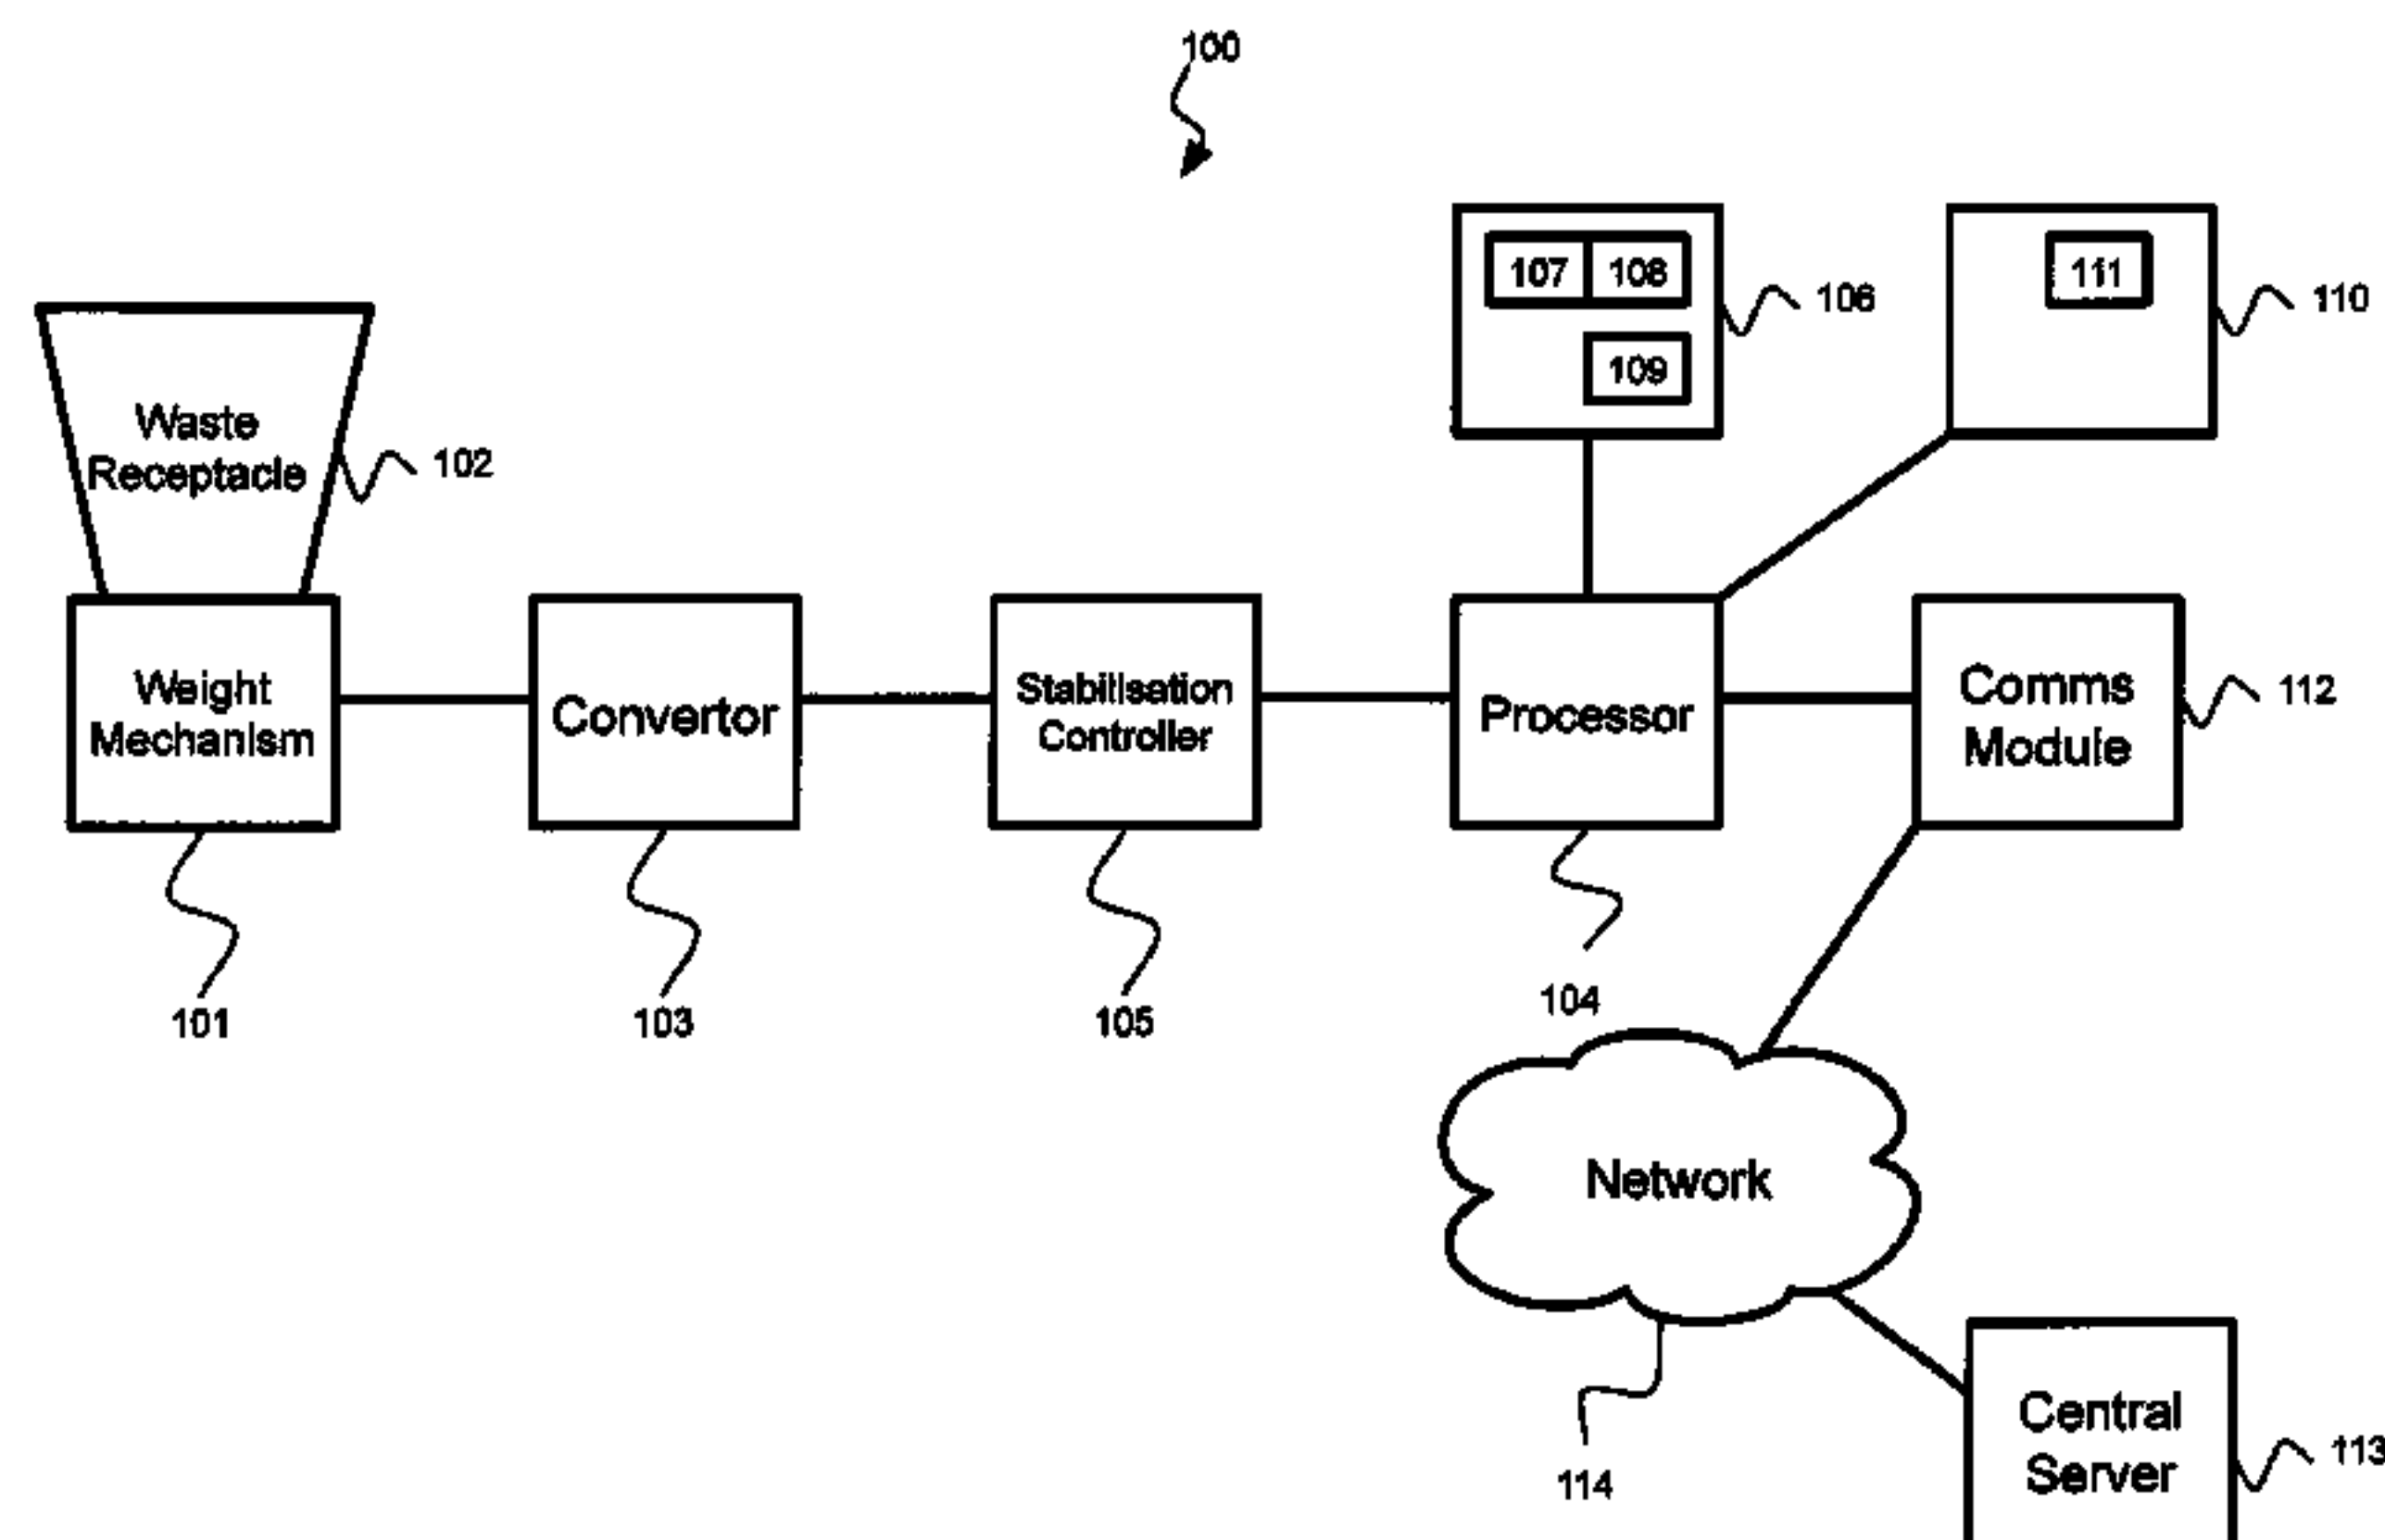 100
107
108
106
109
111
110
Waste
Receptacle
102
Weight
Mechanism
Convertor
Stabilisation
Controller
Processor
Comms
Module
112
101
103
105
104
Network
114
Central
Server
113